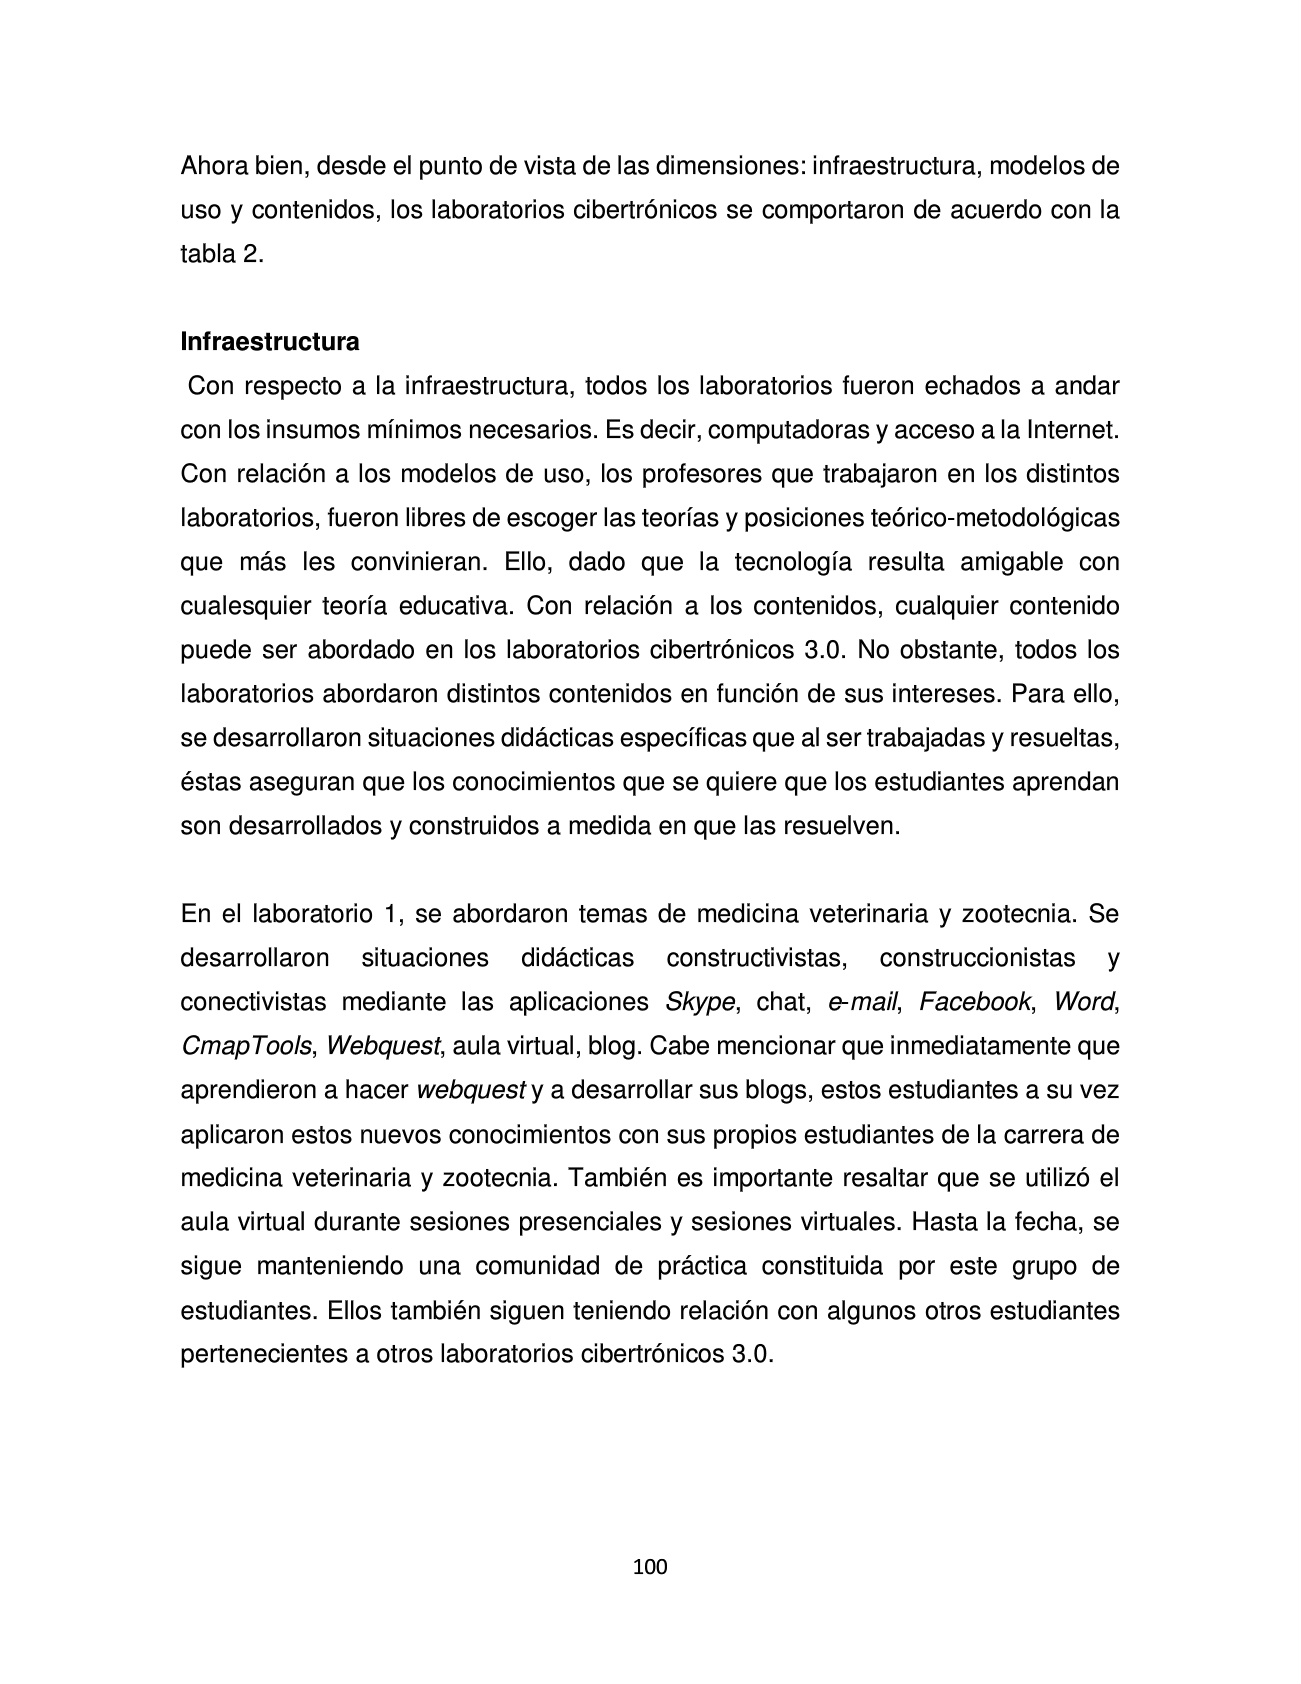 Ahora bien, desde el punto de vista de las dimensiones: infraestructura, modelos de
uso y contenidos, los laboratorios cibertrónicos se comportaron de acuerdo con la
tabla 2.
Infraestructura
Con respecto a la infraestructura, todos los laboratorios fueron echados a andar
con los insumos mínimos necesarios. Es decir, computadoras y acceso a la Internet.
Con relación a los modelos de uso, los profesores que trabajaron en los distintos
laboratorios, fueron libres de escoger las teorías y posiciones teórico-metodológicas
que más les convinieran. Ello, dado que la tecnología resulta amigable con
cualesquier teoría educativa. Con relación a los contenidos, cualquier contenido
puede ser abordado en los laboratorios cibertrónicos 3.0. No obstante, todos los
laboratorios abordaron distintos contenidos en función de sus intereses. Para ello,
se desarrollaron situaciones didácticas específicas que al ser trabajadas y resueltas,
éstas aseguran que los conocimientos que se quiere que los estudiantes aprendan
son desarrollados y construidos a medida en que las resuelven.
En el laboratorio 1, se abordaron temas de medicina veterinaria y zootecnia. Se
desarrollaron situaciones didácticas constructivistas, construccionistas y
conectivistas mediante las aplicaciones Skype, chat, e-mail, Facebook, Word,
CmapTools, Webquest, aula virtual, blog. Cabe mencionar que inmediatamente que
aprendieron a hacer webquest y a desarrollar sus blogs, estos estudiantes a su vez
aplicaron estos nuevos conocimientos con sus propios estudiantes de la carrera de
medicina veterinaria y zootecnia. También es importante resaltar que se utilizó el
aula virtual durante sesiones presenciales y sesiones virtuales. Hasta la fecha, se
sigue manteniendo una comunidad de práctica constituida por este grupo de
estudiantes. Ellos también siguen teniendo relación con algunos otros estudiantes
pertenecientes a otros laboratorios cibertrónicos 3.0.
100